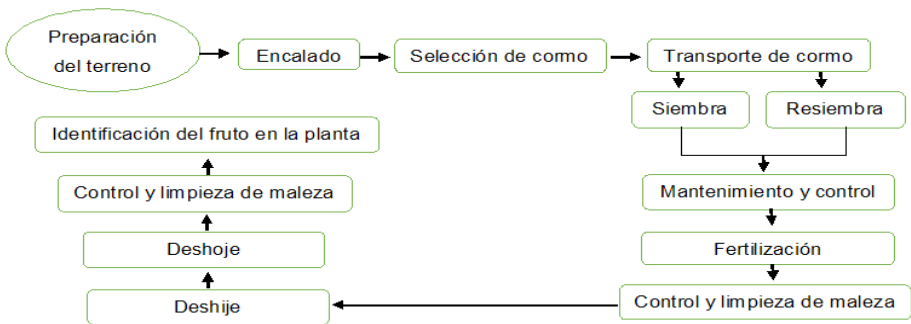 Preparación
del terreno
Encalado
Selección de cormo
Transporte de cormo
Siembra
Resiembra
Mantenimiento y control
Fertilización
Control y limpieza de maleza
Deshije
Deshoje
Control y limpieza de maleza
Identificación del fruto en la planta